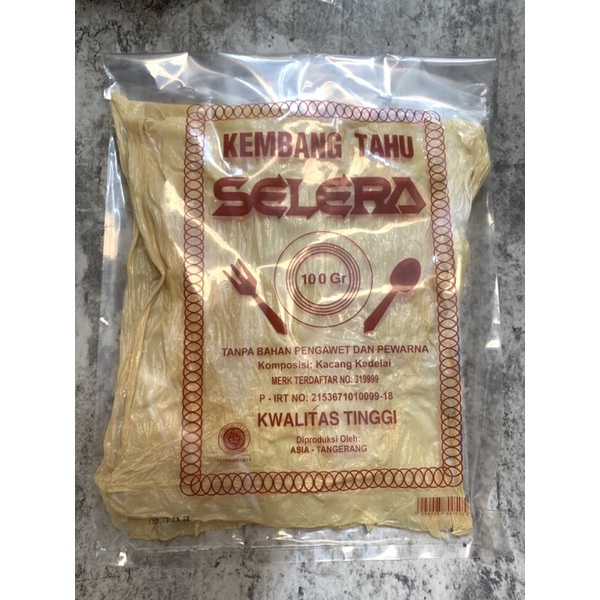 KEMBANG TAHU
SELERA
100 Gr
TANPA BAHAN PENGAWET DAN PEWARNA
Komposisi: Kacang Kedelai
MERK TERDAFTAR NO: 319999
P - IRT NO: 2153671010099-18
KWALITAS TINGGI
Diproduksi Oleh:
ASIA - TANGERANG